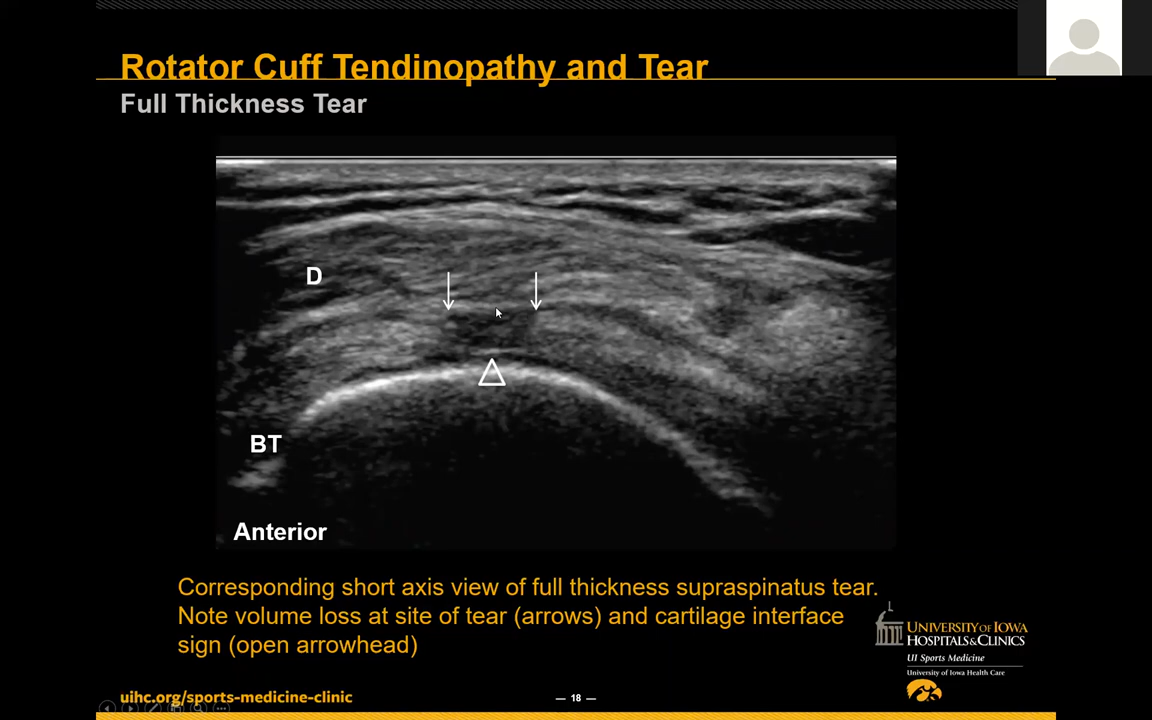 Rotator Cuff Tendinopathy and Tear
Full Thickness Tear
D
BT
Anterior
Corresponding short axis view of full thickness supraspinatus tear.
Note volume loss at site of tear (arrows) and cartilage interface
sign (open arrowhead)
UNIVERSITY OF IOWA
HOSPITALS & CLINICS
UI Sports Medicine
University of Iowa Health Care
uihc.org/sports-medicine-clinic
— 18 —